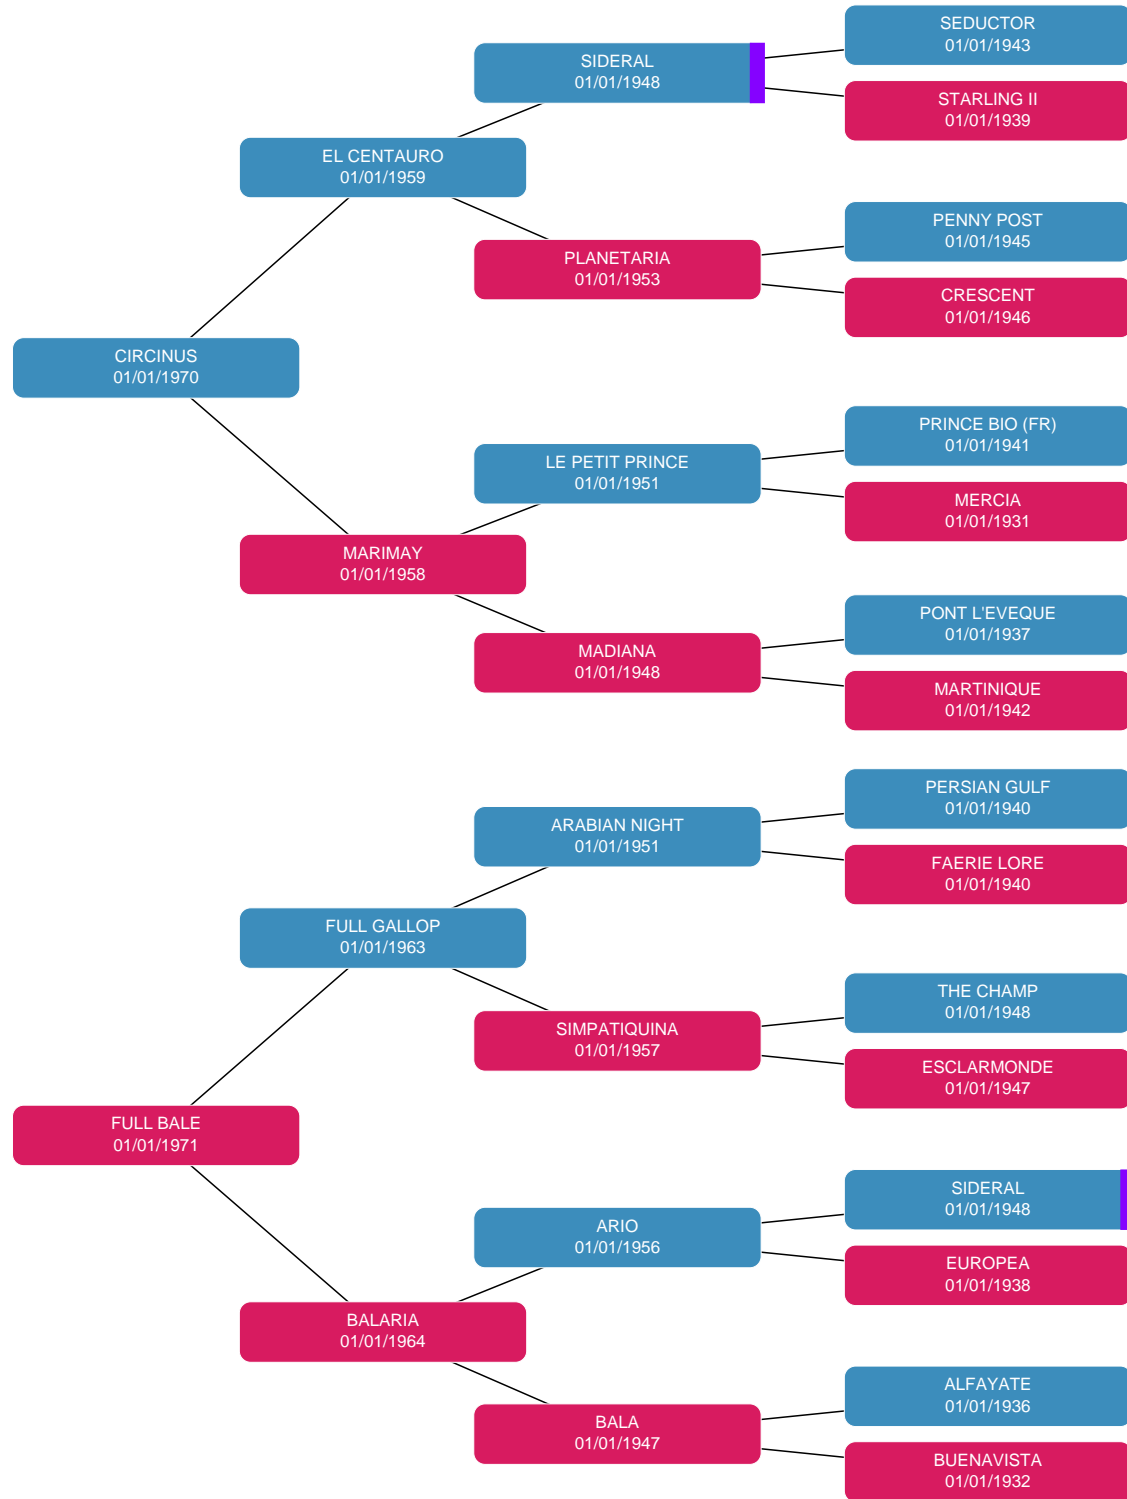 SEDUCTOR
01/01/1943
SIDERAL
01/01/1948
STARLING II
01/01/1939
EL CENTAURO
01/01/1959
PENNY POST
01/01/1945
PLANETARIA
01/01/1953
CRESCENT
01/01/1946
CIRCINUS
01/01/1970
PRINCE BIO (FR)
01/01/1941
LE PETIT PRINCE
01/01/1951
MERCIA
01/01/1931
MARIMAY
01/01/1958
PONT L'EVEQUE
01/01/1937
MADIANA
01/01/1948
MARTINIQUE
01/01/1942
PERSIAN GULF
01/01/1940
ARABIAN NIGHT
01/01/1951
FAERIE LORE
01/01/1940
FULL GALLOP
01/01/1963
THE CHAMP
01/01/1948
SIMPATIQUINA
01/01/1957
ESCLARMONDE
01/01/1947
FULL BALE
01/01/1971
SIDERAL
01/01/1948
ARIO
01/01/1956
EUROPEA
01/01/1938
BALARIA
01/01/1964
ALFAYATE
01/01/1936
BALA
01/01/1947
BUENAVISTA
01/01/1932